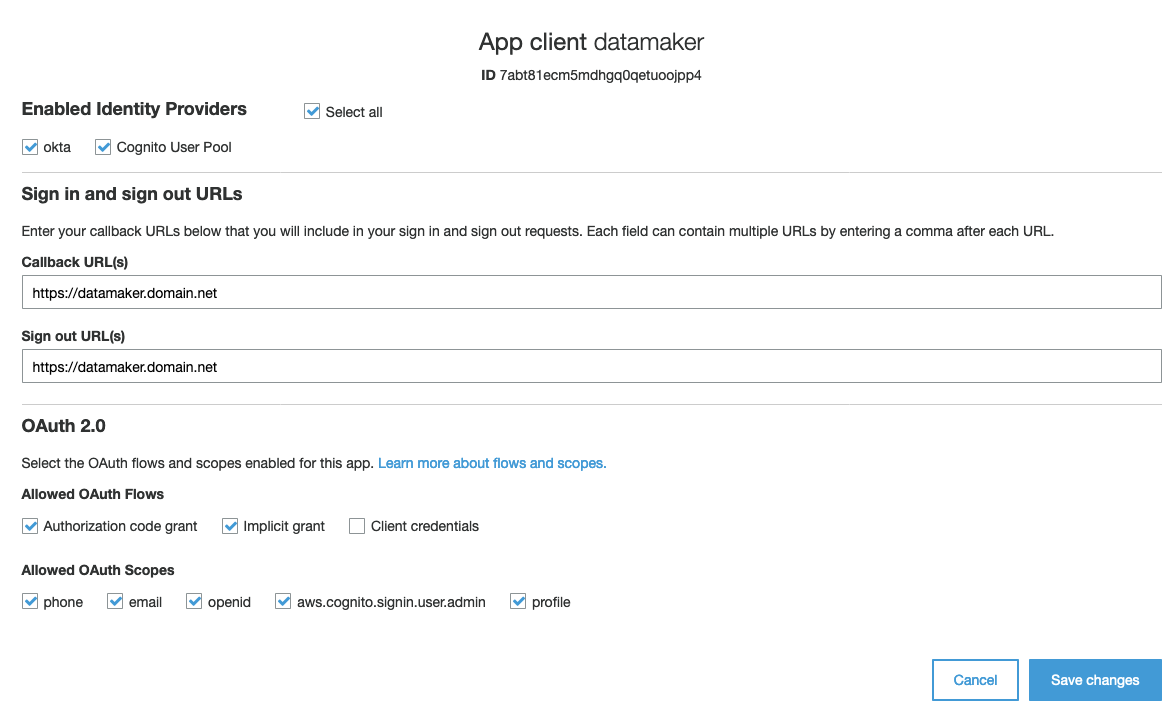 App client datamaker
ID 7abt81ecm5mdhgq0qetuoojpp4
Enabled Identity Providers Select all
okta Cognito User Pool
Sign in and sign out URLs
Enter your callback URLs below that you will include in your sign in and sign out requests. Each field can contain multiple URLs by entering a comma after each URL.
Callback URL(s)
https://datamaker.domain.net
Sign out URL(s)
https://datamaker.domain.net
OAuth 2.0
Select the OAuth flows and scopes enabled for this app. Learn more about flows and scopes.
Allowed OAuth Flows
Authorization code grant Implicit grant Client credentials
Allowed OAuth Scopes
phone email openid aws.cognito.signin.user.admin profile
Cancel Save changes